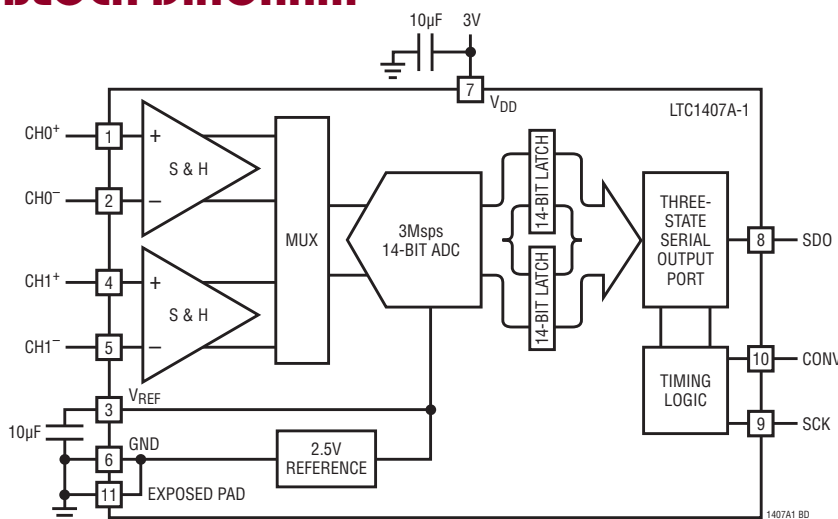 BLOCK DIAGRAM
10µF
3V
7
VDD
LTC1407A-1
CH0+
1
+
S & H
CH0–
2
–
CH1+
4
+
S & H
CH1–
5
–
MUX
3Msps
14-BIT ADC
14-BIT LATCH
14-BIT LATCH
THREE-
STATE
SERIAL
OUTPUT
PORT
8
SDO
10
CONV
TIMING
LOGIC
9
SCK
VREF
3
10µF
GND
6
2.5V
REFERENCE
11
EXPOSED PAD
1407A1 BD